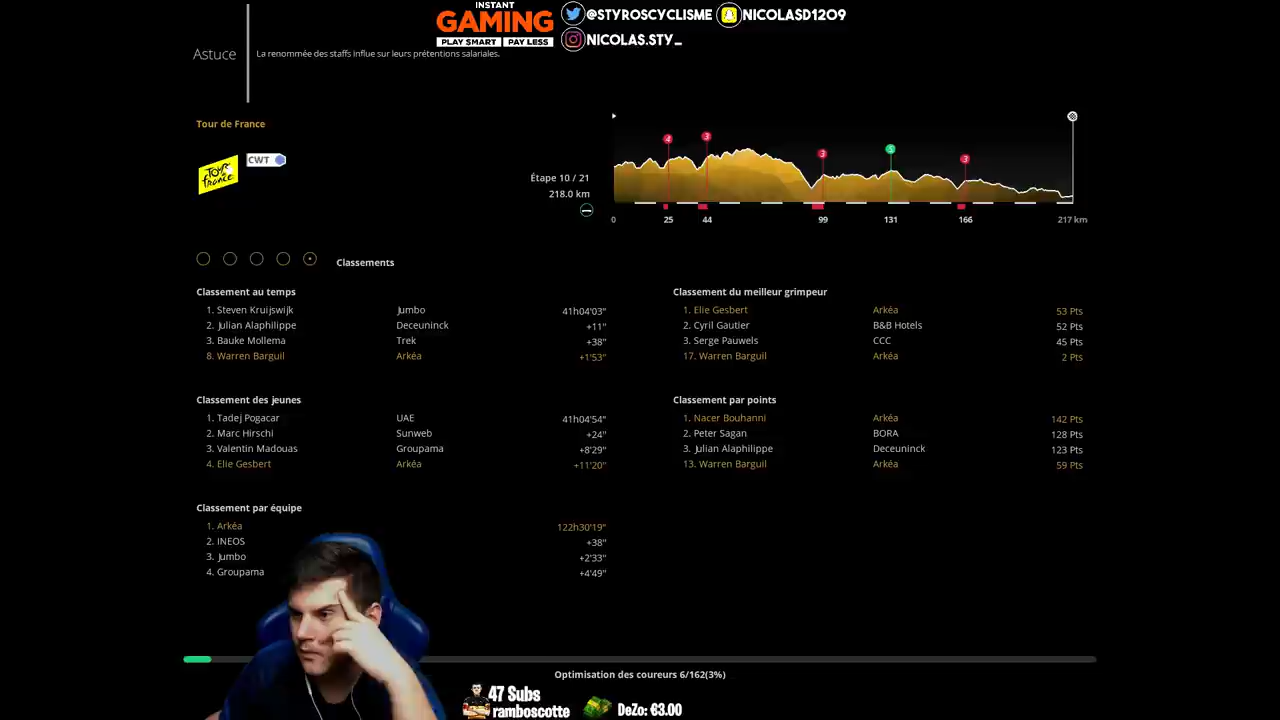 INSTANT
GAMING
PLAY SMART PAY LESS
@STYROSCYCLISME
NICOLASD1209
NICOLAS.STY_
Astuce
La renommée des staffs influe sur leurs prétentions salariales.
Tour de France
TOUR
france
CWT
Étape 10 / 21
218.0 km
4
3
3
S
3
0
25
44
99
131
166
217 km
Classements
Classement au temps
1. Steven Kruijswijk Jumbo 41h04'03"
2. Julian Alaphilippe Deceuninck +11"
3. Bauke Mollema Trek +38"
8. Warren Barguil Arkéa +1'53"
Classement du meilleur grimpeur
1. Elie Gesbert Arkéa 53 Pts
2. Cyril Gautier B&B Hotels 52 Pts
3. Serge Pauwels CCC 45 Pts
17. Warren Barguil Arkéa 2 Pts
Classement des jeunes
1. Tadej Pogacar UAE 41h04'54"
2. Marc Hirschi Sunweb +24"
3. Valentin Madouas Groupama +8'29"
4. Elie Gesbert Arkéa +11'20"
Classement par points
1. Nacer Bouhanni Arkéa 142 Pts
2. Peter Sagan BORA 128 Pts
3. Julian Alaphilippe Deceuninck 123 Pts
13. Warren Barguil Arkéa 59 Pts
Classement par équipe
1. Arkéa 122h30'19"
2. INEOS +38"
3. Jumbo +2'33"
4. Groupama +4'49"
Optimisation des coureurs 6/162(3%)
47 Subs
ramboscotte
DeZo: €3.00